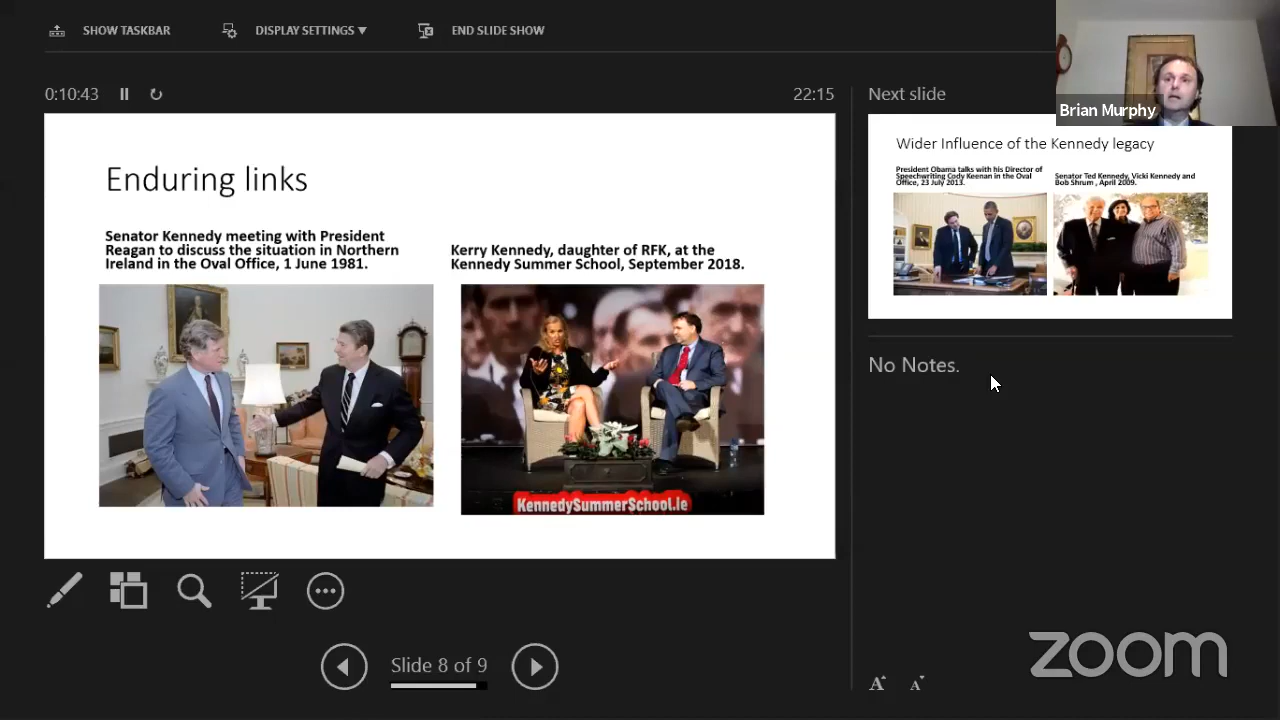 SHOW TASKBAR
DISPLAY SETTINGS
END SLIDE SHOW
0:10:43
22:15
Next slide
Brian Murphy
Enduring links
Senator Kennedy meeting with President
Reagan to discuss the situation in Northern
Ireland in the Oval Office, 1 June 1981.
Kerry Kennedy, daughter of RFK, at the
Kennedy Summer School, September 2018.
KennedySummerSchool.ie
Wider Influence of the Kennedy legacy
President Obama talks with his Director of
Speechwriting Cody Keenan in the Oval
Office, 23 July 2013.
Senator Ted Kennedy, Vicki Kennedy and
Bob Shrum , April 2009.
No Notes.
Slide 8 of 9
A A
zoom